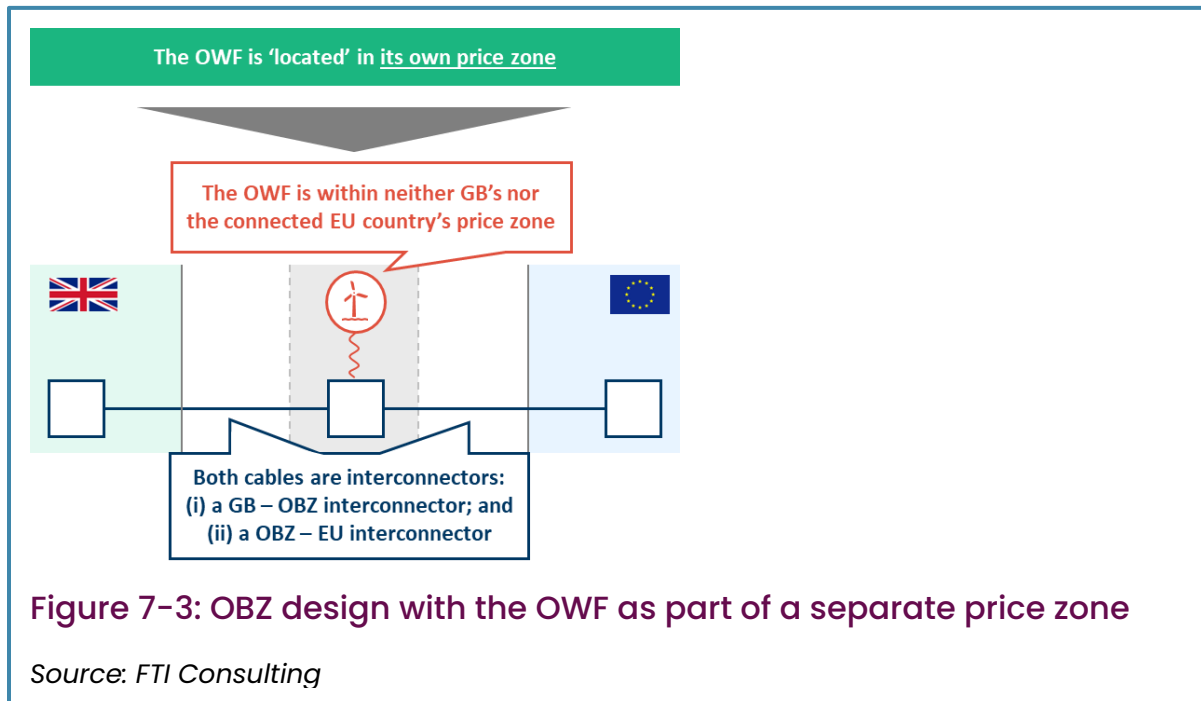 The OWF is ‘located’ in its own price zone
The OWF is within neither GB’s nor
the connected EU country’s price zone
Both cables are interconnectors:
(i) a GB – OBZ interconnector; and
(ii) a OBZ – EU interconnector
Figure 7-3: OBZ design with the OWF as part of a separate price zone
Source: FTI Consulting